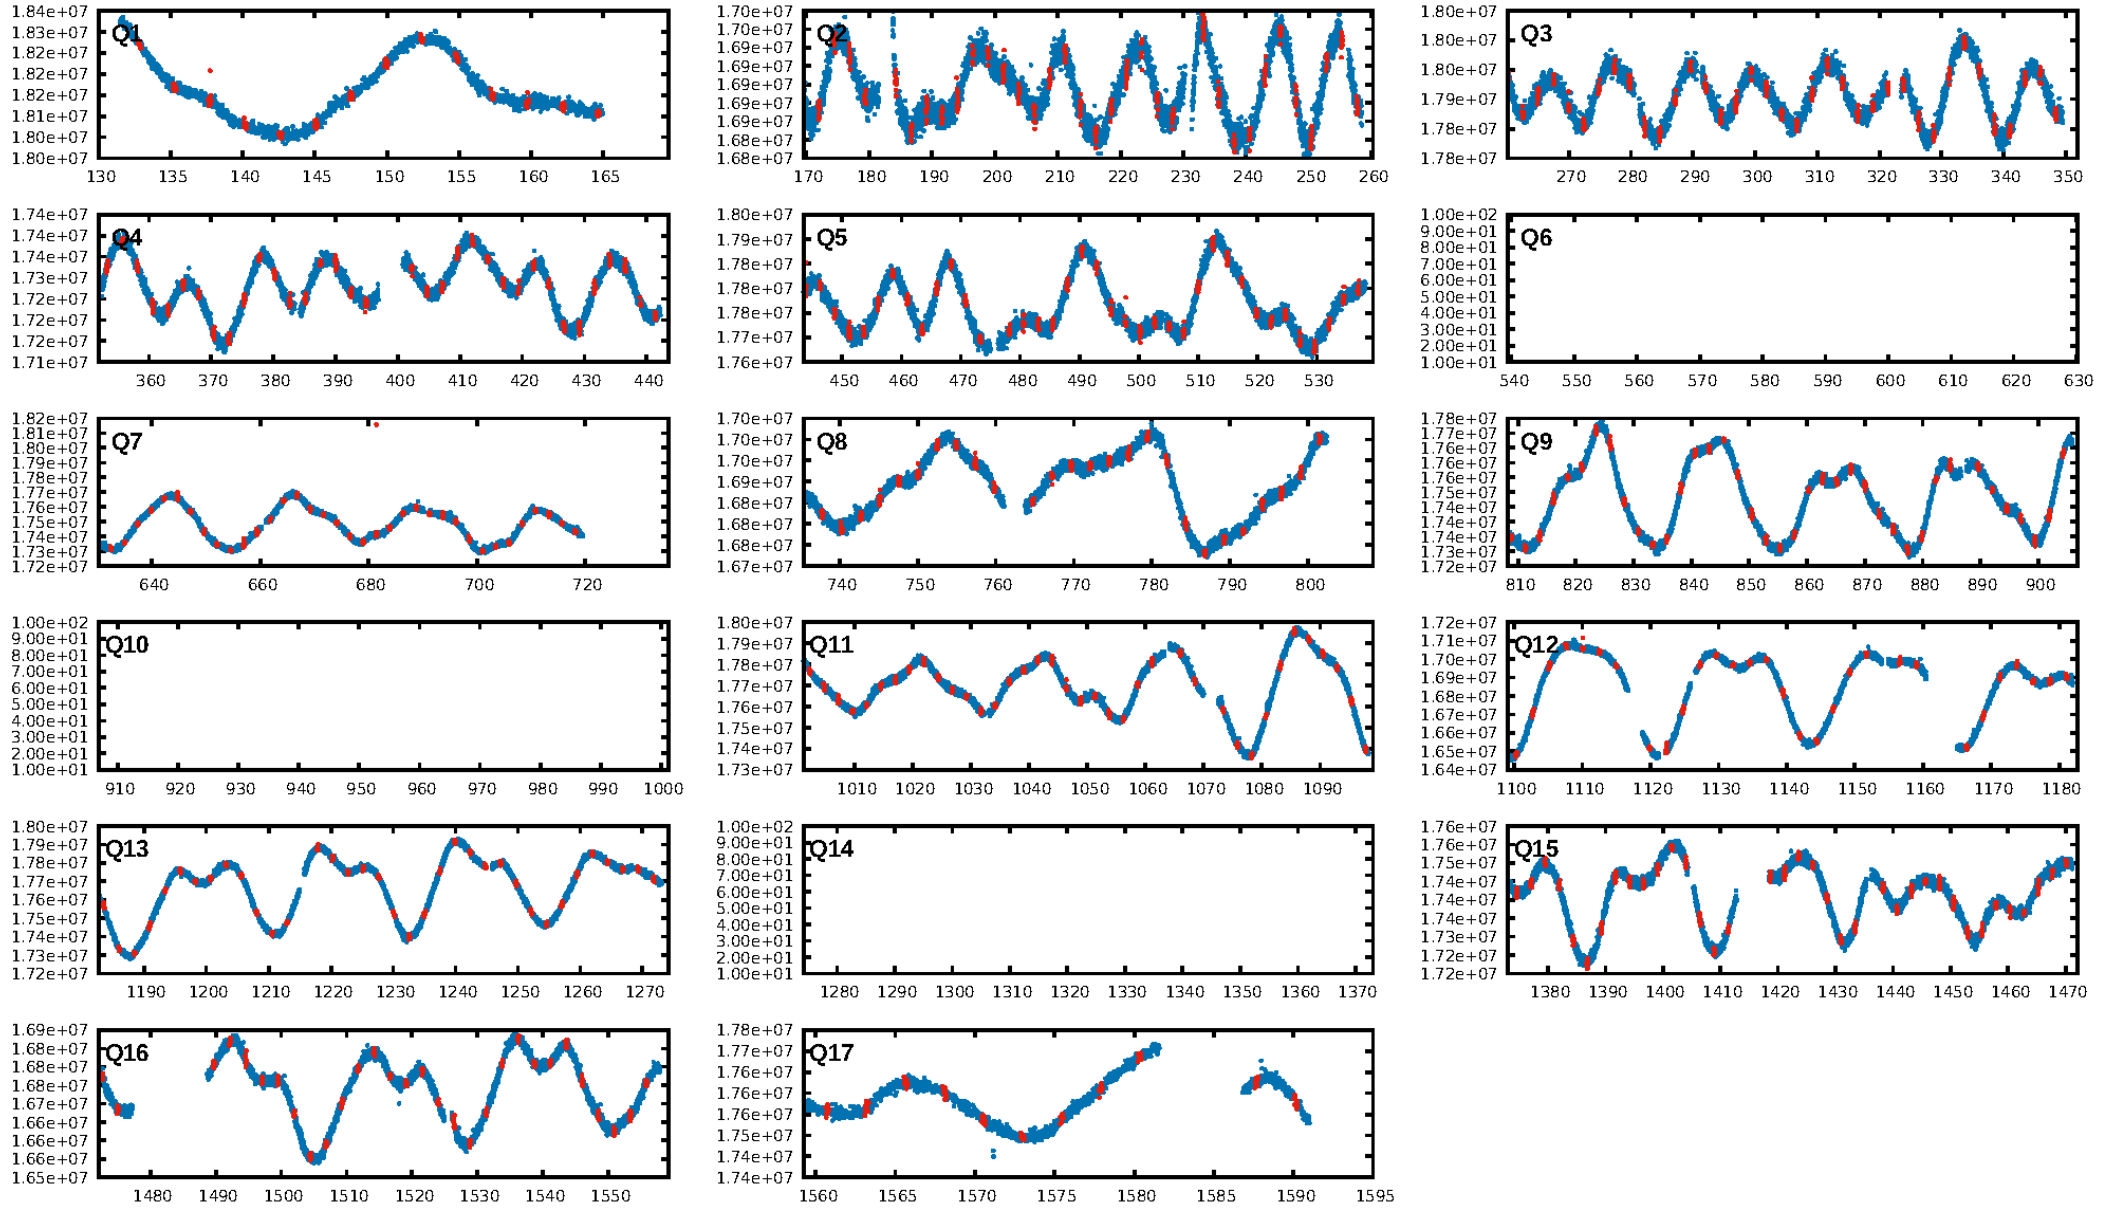 1.84e+07 1.83e+07 1.83e+07 1.82e+07 1.82e+07 1.81e+07 1.80e+07 1.80e+07
Q1
130 135 140 145 150 155 160 165
1.70e+07 1.70e+07 1.69e+07 1.69e+07 1.69e+07 1.69e+07 1.69e+07 1.68e+07 1.68e+07
Q2
170 180 190 200 210 220 230 240 250 260
1.80e+07 1.80e+07 1.80e+07 1.79e+07 1.78e+07 1.78e+07
Q3
270 280 290 300 310 320 330 340 350
1.74e+07 1.74e+07 1.73e+07 1.73e+07 1.72e+07 1.72e+07 1.72e+07 1.71e+07
Q4
360 370 380 390 400 410 420 430 440
1.80e+07 1.79e+07 1.78e+07 1.78e+07 1.77e+07 1.77e+07 1.76e+07
Q5
450 460 470 480 490 500 510 520 530
1.00e+02 9.00e+01 8.00e+01 7.00e+01 6.00e+01 5.00e+01 4.00e+01 3.00e+01 2.00e+01 1.00e+01
Q6
540 550 560 570 580 590 600 610 620 630
1.82e+07 1.81e+07 1.80e+07 1.79e+07 1.78e+07 1.77e+07 1.76e+07 1.75e+07 1.74e+07 1.73e+07 1.72e+07
Q7
640 660 680 700 720
1.70e+07 1.70e+07 1.70e+07 1.69e+07 1.68e+07 1.68e+07 1.68e+07 1.67e+07
Q8
740 750 760 770 780 790 800
1.78e+07 1.77e+07 1.76e+07 1.76e+07 1.75e+07 1.75e+07 1.74e+07 1.74e+07 1.73e+07 1.72e+07
Q9
810 820 830 840 850 860 870 880 890 900
1.00e+02 9.00e+01 8.00e+01 7.00e+01 6.00e+01 5.00e+01 4.00e+01 3.00e+01 2.00e+01 1.00e+01
Q10
910 920 930 940 950 960 970 980 990 1000
1.80e+07 1.79e+07 1.78e+07 1.77e+07 1.76e+07 1.75e+07 1.74e+07 1.73e+07
Q11
1010 1020 1030 1040 1050 1060 1070 1080 1090
1.72e+07 1.71e+07 1.70e+07 1.69e+07 1.68e+07 1.66e+07 1.66e+07 1.65e+07 1.64e+07
Q12
1100 1110 1120 1130 1140 1150 1160 1170 1180
1.80e+07 1.79e+07 1.78e+07 1.77e+07 1.76e+07 1.75e+07 1.74e+07 1.73e+07 1.72e+07
Q13
1190 1200 1210 1220 1230 1240 1250 1260 1270
1.00e+02 9.00e+01 8.00e+01 7.00e+01 6.00e+01 5.00e+01 4.00e+01 3.00e+01 2.00e+01 1.00e+01
Q14
1280 1290 1300 1310 1320 1330 1340 1350 1360 1370
1.76e+07 1.75e+07 1.75e+07 1.74e+07 1.74e+07 1.73e+07 1.73e+07 1.72e+07 1.72e+07
Q15
1380 1390 1400 1410 1420 1430 1440 1450 1460 1470
1.69e+07 1.68e+07 1.68e+07 1.68e+07 1.67e+07 1.67e+07 1.66e+07 1.66e+07 1.65e+07
Q16
1480 1490 1500 1510 1520 1530 1540 1550
1.78e+07 1.77e+07 1.76e+07 1.76e+07 1.75e+07 1.74e+07 1.74e+07
Q17
1560 1565 1570 1575 1580 1585 1590 1595